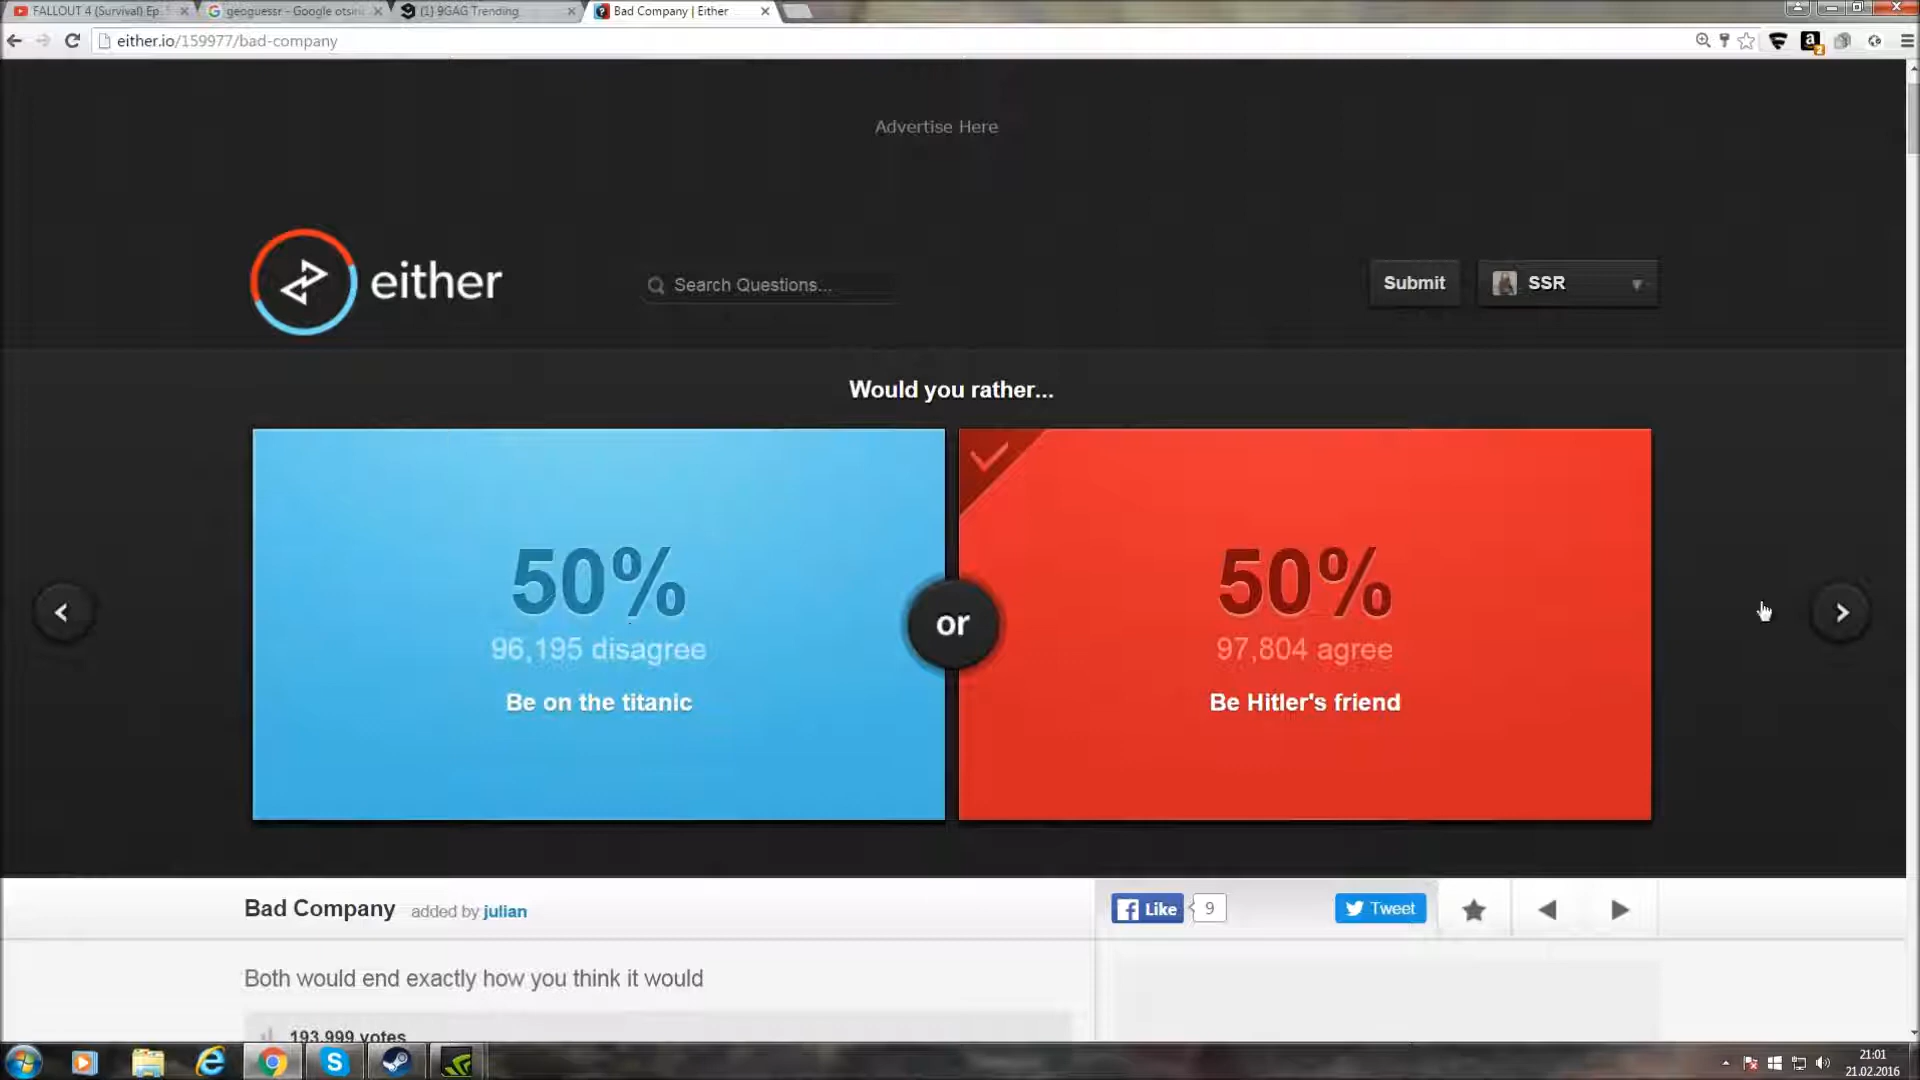 FALLOUT 4 (Survival) Ep.
geoguessr - Google otsin
(1) 9GAG Trending
Bad Company | Either
either.io/159977/bad-company
Advertise Here
either
Search Questions...
Submit
SSR
Would you rather...
50%
96,195 disagree
Be on the titanic
or
50%
97,804 agree
Be Hitler's friend
Bad Company added by julian
Like 9
Tweet
Both would end exactly how you think it would
193,999 votes
21:01
21.02.2016